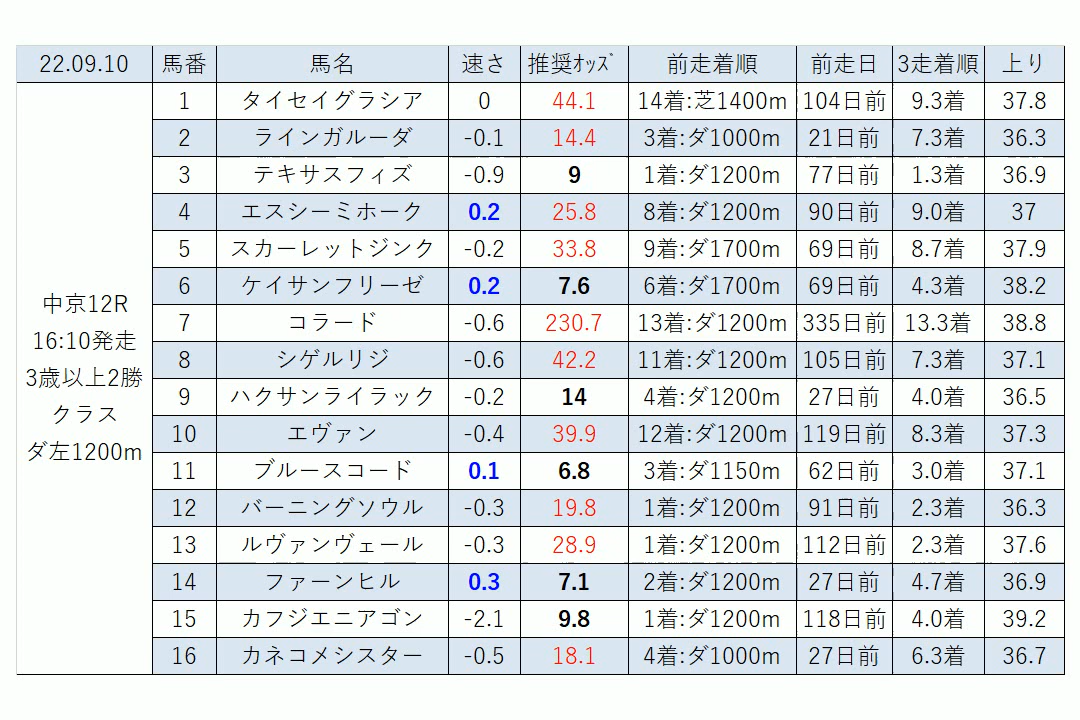 22.09.10 馬番 馬名 速さ 推奨ｵｯｽﾞ 前走着順 前走日 3走着順 上り
中京12R
16:10発走
3歳以上2勝
クラス
ダ左1200m
1 タイセイグラシア 0 44.1 14着:芝1400m 104日前 9.3着 37.8
2 ラインガルーダ -0.1 14.4 3着:ダ1000m 21日前 7.3着 36.3
3 テキサスフィズ -0.9 9 1着:ダ1200m 77日前 1.3着 36.9
4 エスシーミホーク 0.2 25.8 8着:ダ1200m 90日前 9.0着 37
5 スカーレットジンク -0.2 33.8 9着:ダ1700m 69日前 8.7着 37.9
6 ケイサンフリーゼ 0.2 7.6 6着:ダ1700m 69日前 4.3着 38.2
7 コラード -0.6 230.7 13着:ダ1200m 335日前 13.3着 38.8
8 シゲルリジ -0.6 42.2 11着:ダ1200m 105日前 7.3着 37.1
9 ハクサンライラック -0.2 14 4着:ダ1200m 27日前 4.0着 36.5
10 エヴァン -0.4 39.9 12着:ダ1200m 119日前 8.3着 37.3
11 ブルースコード 0.1 6.8 3着:ダ1150m 62日前 3.0着 37.1
12 バーニングソウル -0.3 19.8 1着:ダ1200m 91日前 2.3着 36.3
13 ルヴァンヴェール -0.3 28.9 1着:ダ1200m 112日前 2.3着 37.6
14 ファーンヒル 0.3 7.1 2着:ダ1200m 27日前 4.7着 36.9
15 カフジエニアゴン -2.1 9.8 1着:ダ1200m 118日前 4.0着 39.2
16 カネコメシスター -0.5 18.1 4着:ダ1000m 27日前 6.3着 36.7